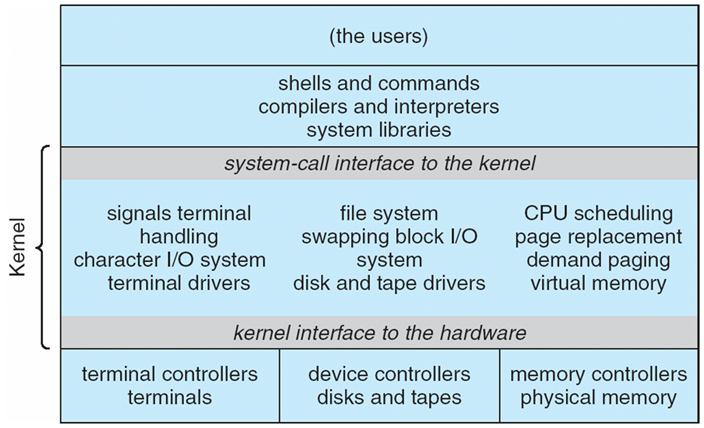 (the users)
shells and commands
compilers and interpreters
system libraries
Kernel
system-call interface to the kernel
signals terminal
handling
character I/O system
terminal drivers
file system
swapping block I/O
system
disk and tape drivers
CPU scheduling
page replacement
demand paging
virtual memory
kernel interface to the hardware
terminal controllers
terminals
device controllers
disks and tapes
memory controllers
physical memory